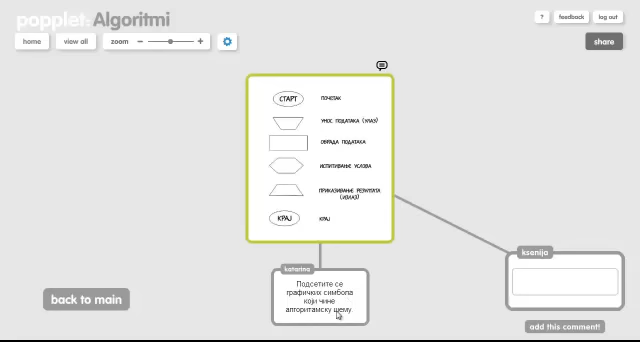 popplet: Algoritmi
? feedback log out
home view all zoom − +
share
СТАРТ ПОЧЕТАК
УНОС ПОДАТАКА (УЛАЗ)
ОБРАДА ПОДАТАКА
ИСПИТИВАЊЕ УСЛОВА
ПРИКАЗИВАЊЕ РЕЗУЛТАТА
(ИЗЛАЗ)
КРАЈ КРАЈ
ksenija
katarina
Подсетите се
графичких симбола
који чине
алгоритамску шему.
back to main
add this comment!